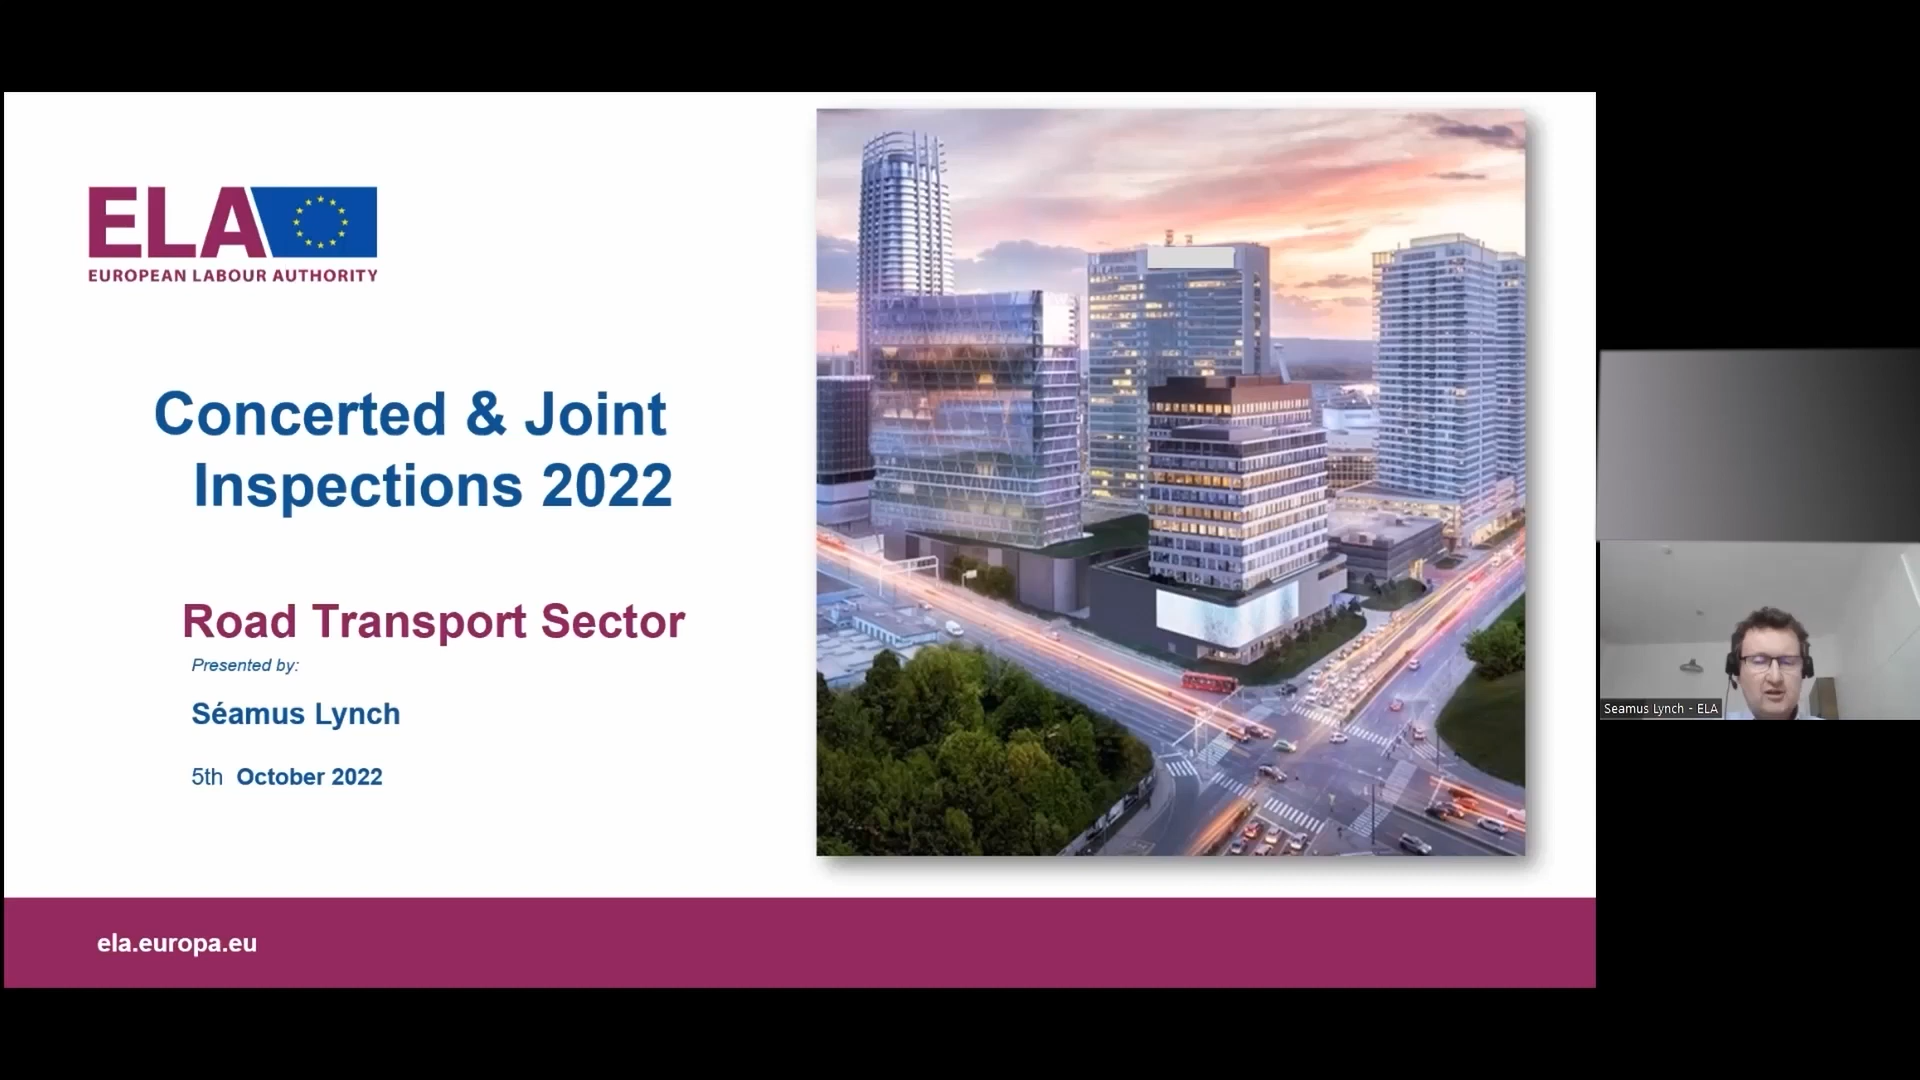 ELA
EUROPEAN LABOUR AUTHORITY
Concerted & Joint
Inspections 2022
Road Transport Sector
Presented by:
Séamus Lynch
5th October 2022
ela.europa.eu
Seamus Lynch - ELA